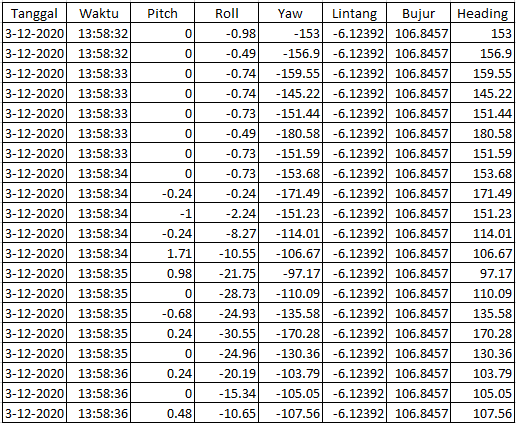 Tanggal Waktu Pitch Roll Yaw Lintang Bujur Heading
3-12-2020 13:58:32 0 -0.98 -153 -6.12392 106.8457 153
3-12-2020 13:58:32 0 -0.49 -156.9 -6.12392 106.8457 156.9
3-12-2020 13:58:33 0 -0.74 -159.55 -6.12392 106.8457 159.55
3-12-2020 13:58:33 0 -0.74 -145.22 -6.12392 106.8457 145.22
3-12-2020 13:58:33 0 -0.73 -151.44 -6.12392 106.8457 151.44
3-12-2020 13:58:33 0 -0.49 -180.58 -6.12392 106.8457 180.58
3-12-2020 13:58:33 0 -0.73 -151.59 -6.12392 106.8457 151.59
3-12-2020 13:58:34 0 -0.73 -153.68 -6.12392 106.8457 153.68
3-12-2020 13:58:34 -0.24 -0.24 -171.49 -6.12392 106.8457 171.49
3-12-2020 13:58:34 -1 -2.24 -151.23 -6.12392 106.8457 151.23
3-12-2020 13:58:34 -0.24 -8.27 -114.01 -6.12392 106.8457 114.01
3-12-2020 13:58:34 1.71 -10.55 -106.67 -6.12392 106.8457 106.67
3-12-2020 13:58:35 0.98 -21.75 -97.17 -6.12392 106.8457 97.17
3-12-2020 13:58:35 0 -28.73 -110.09 -6.12392 106.8457 110.09
3-12-2020 13:58:35 -0.68 -24.93 -135.58 -6.12392 106.8457 135.58
3-12-2020 13:58:35 0.24 -30.55 -170.28 -6.12392 106.8457 170.28
3-12-2020 13:58:35 0 -24.96 -130.36 -6.12392 106.8457 130.36
3-12-2020 13:58:36 0.24 -20.19 -103.79 -6.12392 106.8457 103.79
3-12-2020 13:58:36 0 -15.34 -105.05 -6.12392 106.8457 105.05
3-12-2020 13:58:36 0.48 -10.65 -107.56 -6.12392 106.8457 107.56